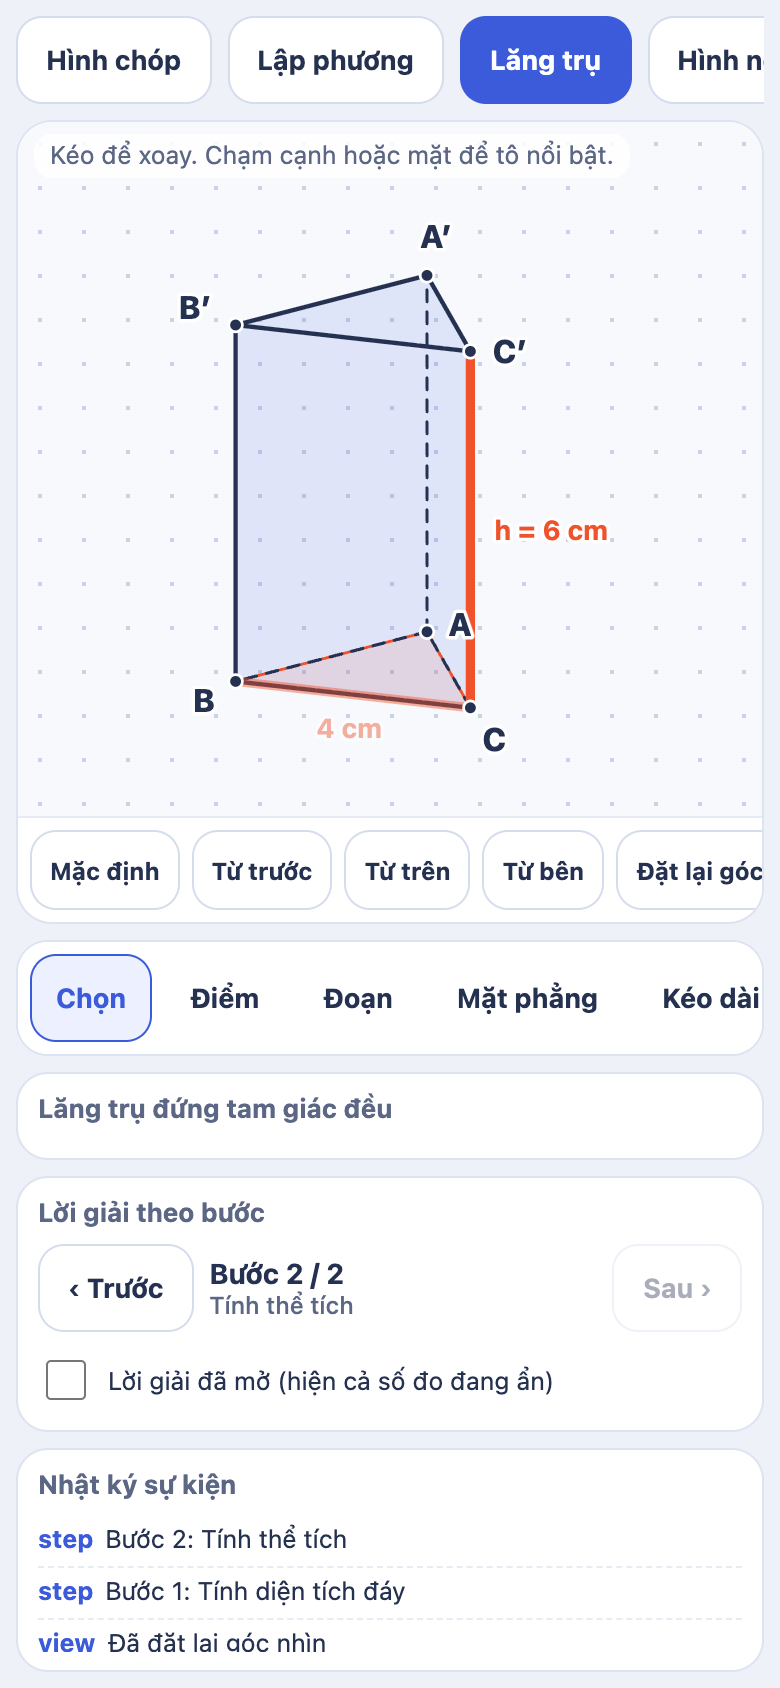 Hình chóp
Lập phương
Lăng trụ
Hình n
Kéo để xoay. Chạm cạnh hoặc mặt để tô nổi bật.
A′
B′
C′
h = 6 cm
A
B
4 cm
C
Mặc định
Từ trước
Từ trên
Từ bên
Đặt lại góc
Chọn
Điểm
Đoạn
Mặt phẳng
Kéo dài
Lăng trụ đứng tam giác đều
Lời giải theo bước
‹ Trước
Bước 2 / 2
Tính thể tích
Sau ›
Lời giải đã mở (hiện cả số đo đang ẩn)
Nhật ký sự kiện
step Bước 2: Tính thể tích
step Bước 1: Tính diện tích đáy
view Đã đặt lại góc nhìn